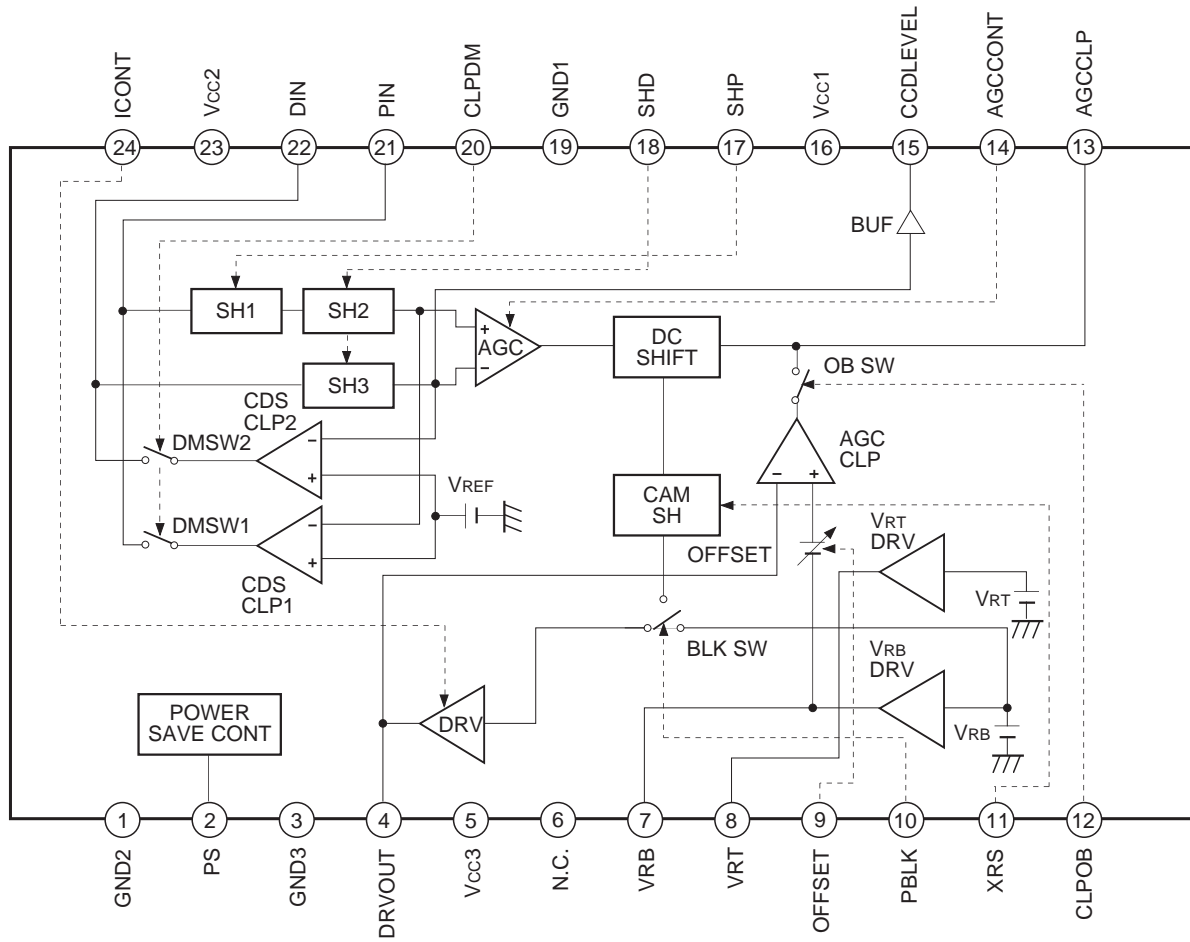 ICONT
Vcc2
DIN
PIN
CLPDM
GND1
SHD
SHP
Vcc1
CCDLEVEL
AGCCONT
AGCCLP
24
23
22
21
20
19
18
17
16
15
14
13
BUF
SH1
SH2
SH3
+
AGC
–
DC
SHIFT
OB SW
CDS
CLP2
DMSW2
–
+
AGC
CLP
–
+
VREF
CAM
SH
DMSW1
–
+
CDS
CLP1
OFFSET
VRT
DRV
VRT
BLK SW
VRB
DRV
VRB
POWER
SAVE CONT
DRV
1
2
3
4
5
6
7
8
9
10
11
12
GND2
PS
GND3
DRVOUT
Vcc3
N.C.
VRB
VRT
OFFSET
PBLK
XRS
CLPOB